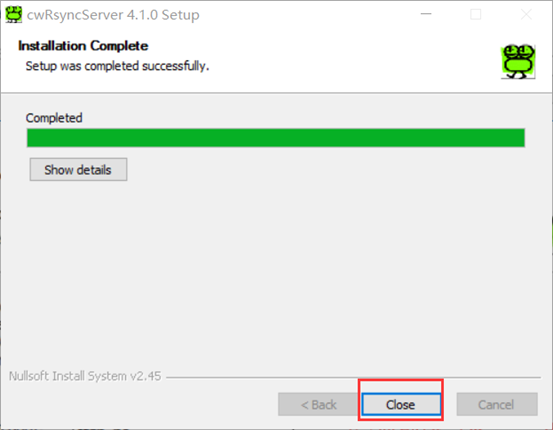 cwRsyncServer 4.1.0 Setup
Installation Complete
Setup was completed successfully.
Completed
Show details
Nullsoft Install System v2.45
< Back
Close
Cancel